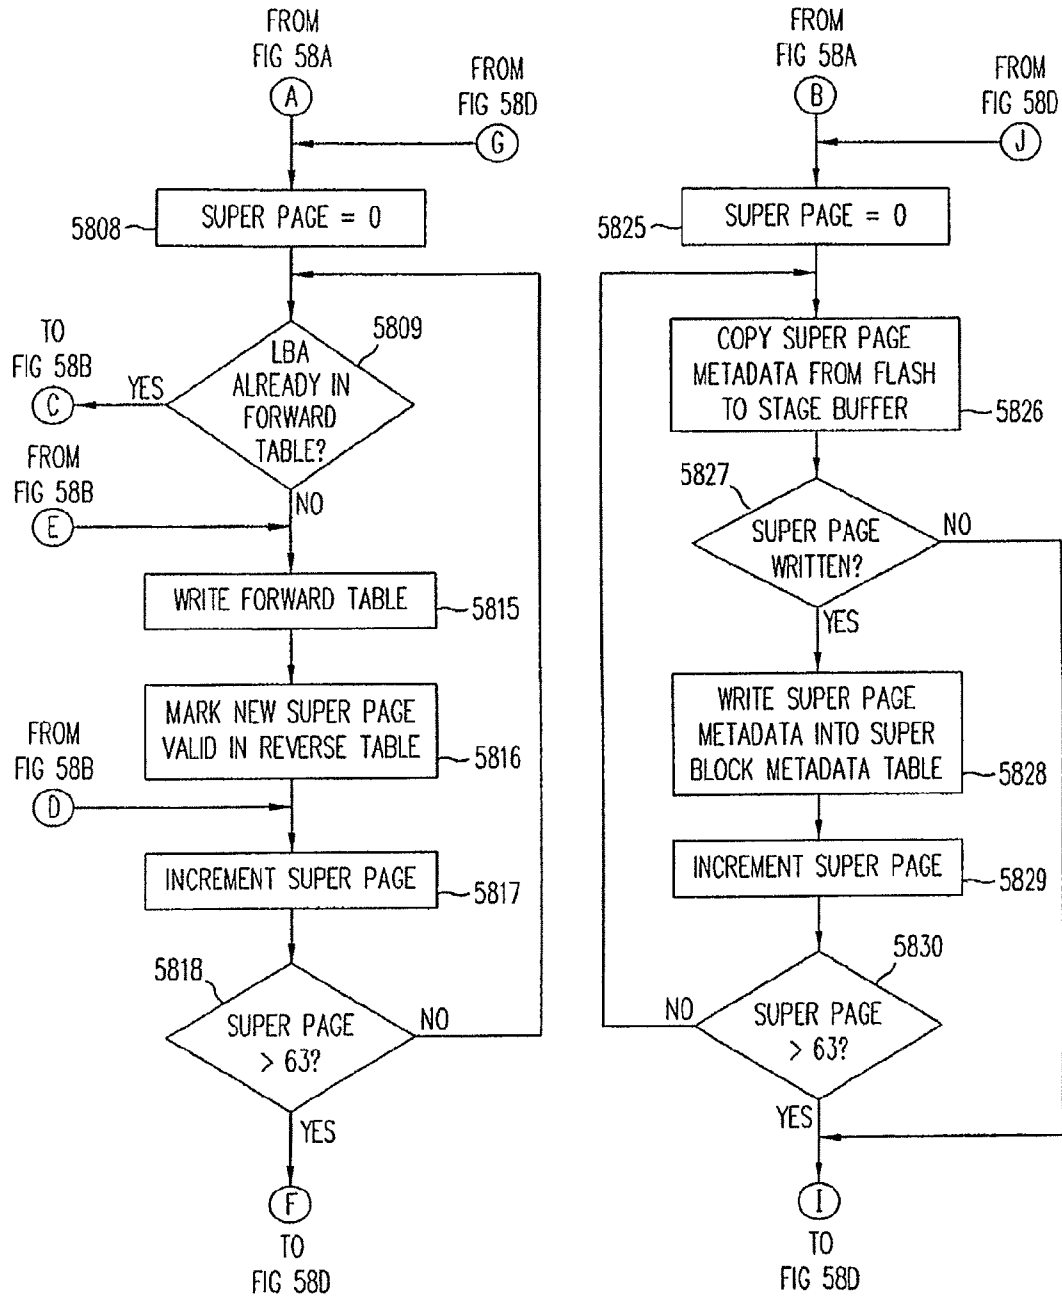 FROM
FIG 58A
A
FROM
FIG 58D
G
5808
SUPER PAGE = 0
5809
LBA
ALREADY IN
FORWARD
TABLE?
TO
FIG 58B
C
YES
NO
FROM
FIG 58B
E
WRITE FORWARD TABLE
5815
MARK NEW SUPER PAGE
VALID IN REVERSE TABLE
5816
FROM
FIG 58B
D
INCREMENT SUPER PAGE
5817
5818
SUPER PAGE
> 63?
NO
YES
F
TO
FIG 58D
FROM
FIG 58A
B
FROM
FIG 58D
J
5825
SUPER PAGE = 0
COPY SUPER PAGE
METADATA FROM FLASH
TO STAGE BUFFER
5826
5827
SUPER PAGE
WRITTEN?
NO
YES
WRITE SUPER PAGE
METADATA INTO SUPER
BLOCK METADATA TABLE
5828
INCREMENT SUPER PAGE
5829
5830
SUPER PAGE
> 63?
NO
YES
I
TO
FIG 58D